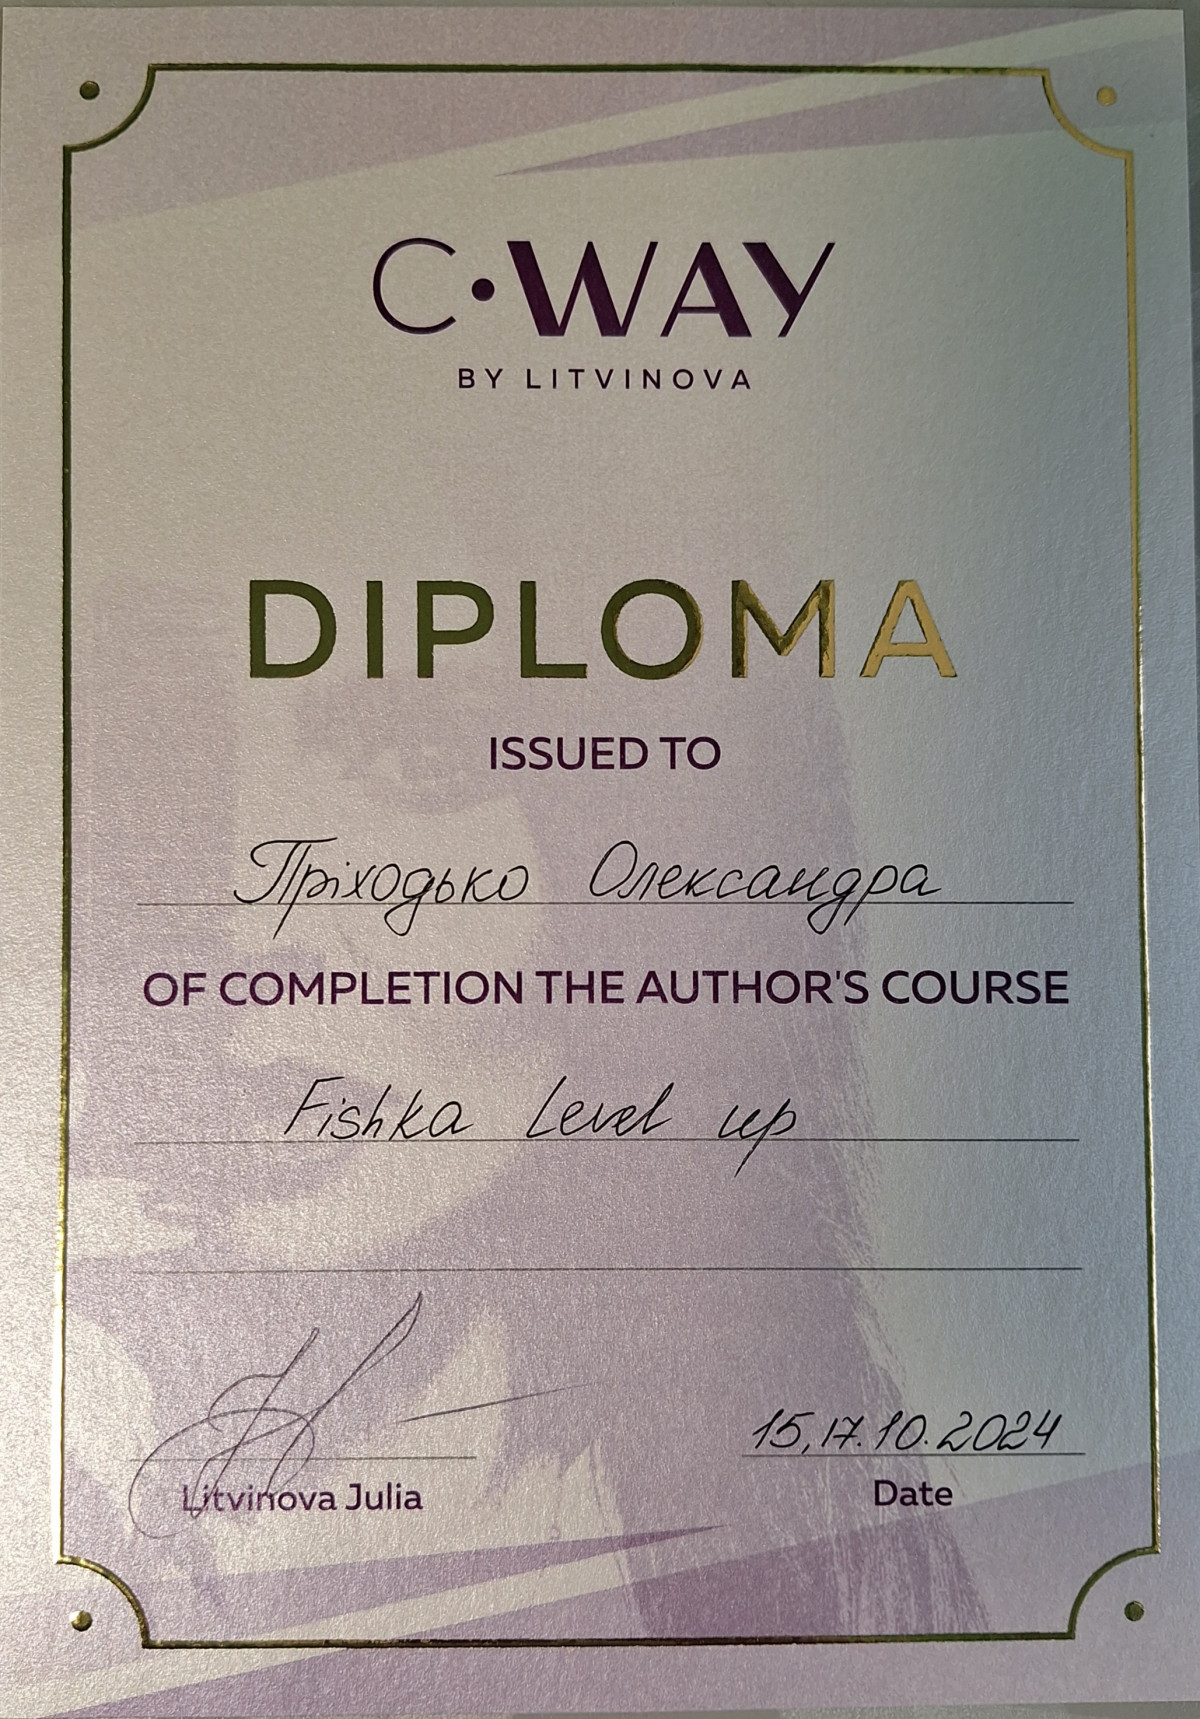 C·WAY
BY LITVINOVA
DIPLOMA
ISSUED TO
Пріходько Олександра
OF COMPLETION THE AUTHOR'S COURSE
Fishka Level up
15,17.10.2024
Litvinova Julia
Date